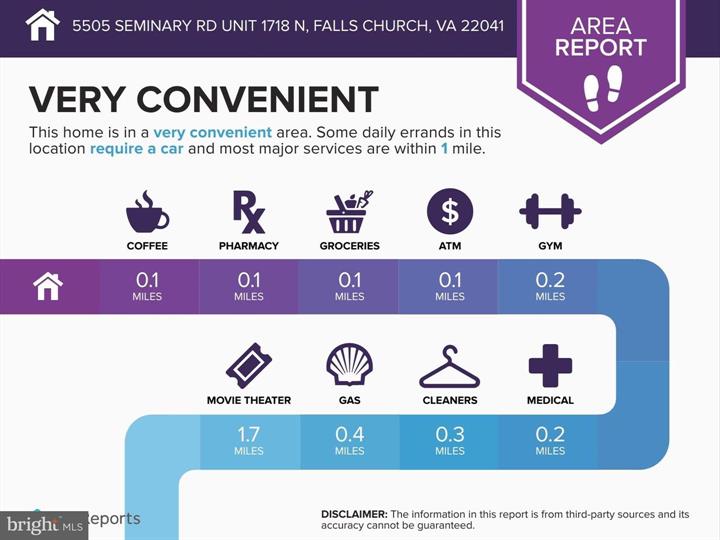 5505 SEMINARY RD UNIT 1718 N, FALLS CHURCH, VA 22041
AREA
REPORT
VERY CONVENIENT
This home is in a very convenient area. Some daily errands in this
location require a car and most major services are within 1 mile.
Rx
$
COFFEE PHARMACY GROCERIES ATM GYM
0.1 0.1 0.1 0.1 0.2
MILES MILES MILES MILES MILES
MOVIE THEATER GAS CLEANERS MEDICAL
1.7 0.4 0.3 0.2
MILES MILES MILES MILES
Reports
bright MLS
DISCLAIMER: The information in this report is from third-party sources and its
accuracy cannot be guaranteed.